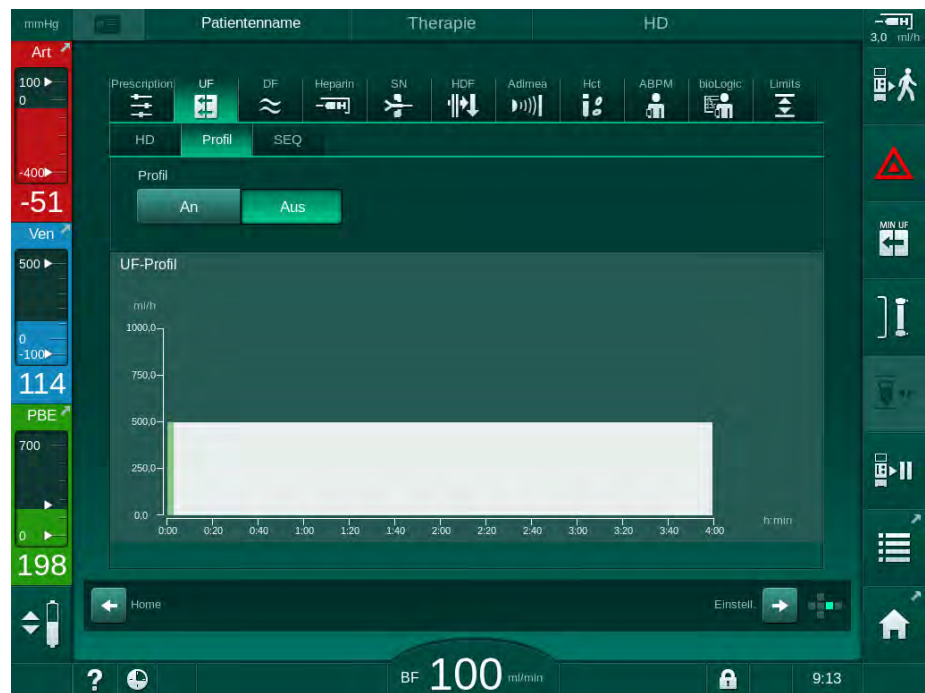 mmHg Patientenname Therapie HD 3,0 ml/h
Art
100
0
-400
-51
Ven
500
0
-100
114
PBE
700
0
198
Prescription UF DF Heparin SN HDF Adimea Hct ABPM bioLogic Limits
HD Profil SEQ
Profil
An Aus
UF-Profil
ml/h
1000,0
750,0
500,0
250,0
0,0
0:00 0:20 0:40 1:00 1:20 1:40 2:00 2:20 2:40 3:00 3:20 3:40 4:00 h:min
Home Einstell.
MIN UF
? BF 100 ml/min 9:13